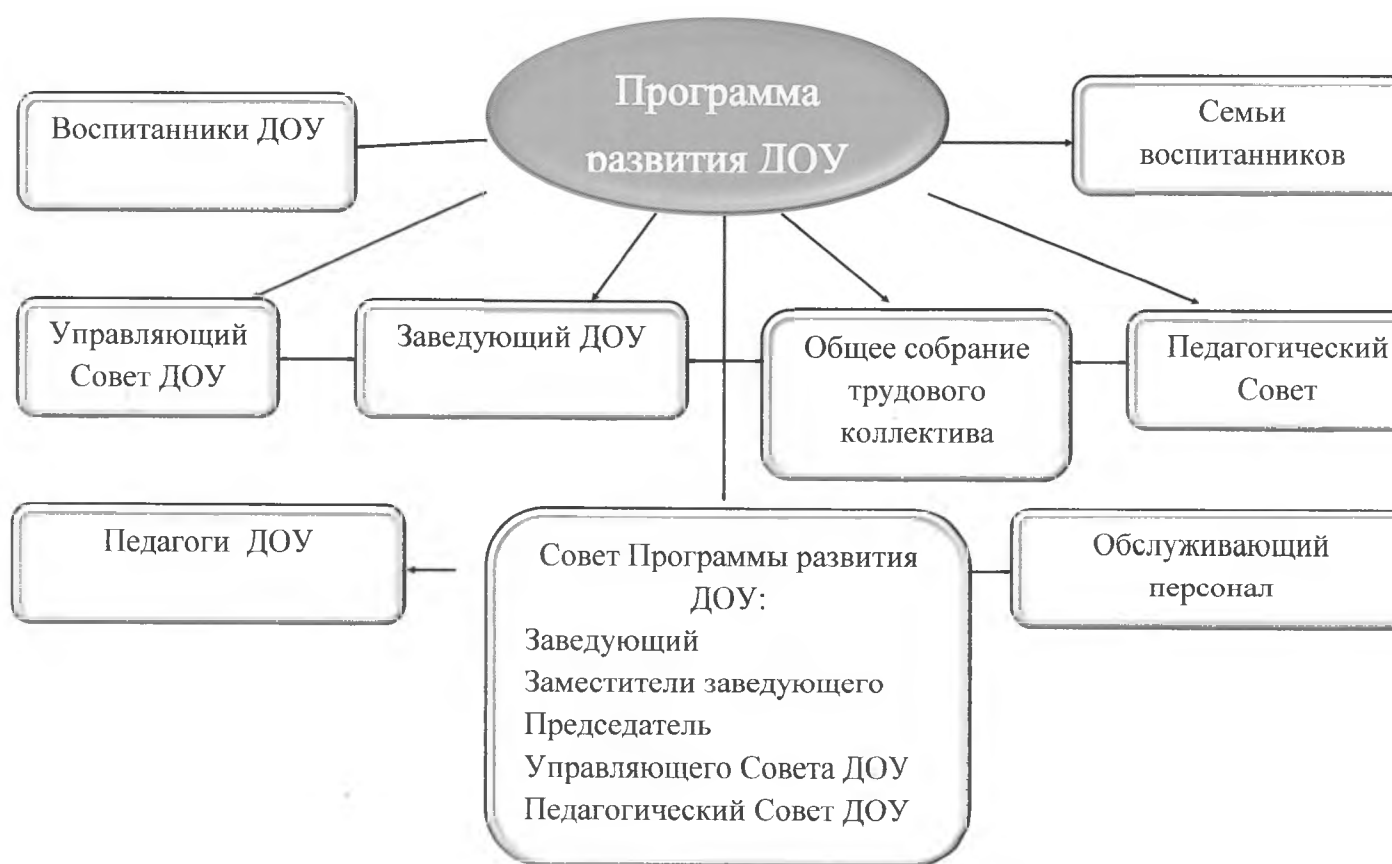 Программа
развития ДОУ
Воспитанники ДОУ
Семьи
воспитанников
Управляющий
Совет ДОУ
Заведующий ДОУ
Общее собрание
трудового
коллектива
Педагогический
Совет
Педагоги ДОУ
Совет Программы развития
ДОУ:
Заведующий
Заместители заведующего
Председатель
Управляющего Совета ДОУ
Педагогический Совет ДОУ
Обслуживающий
персонал